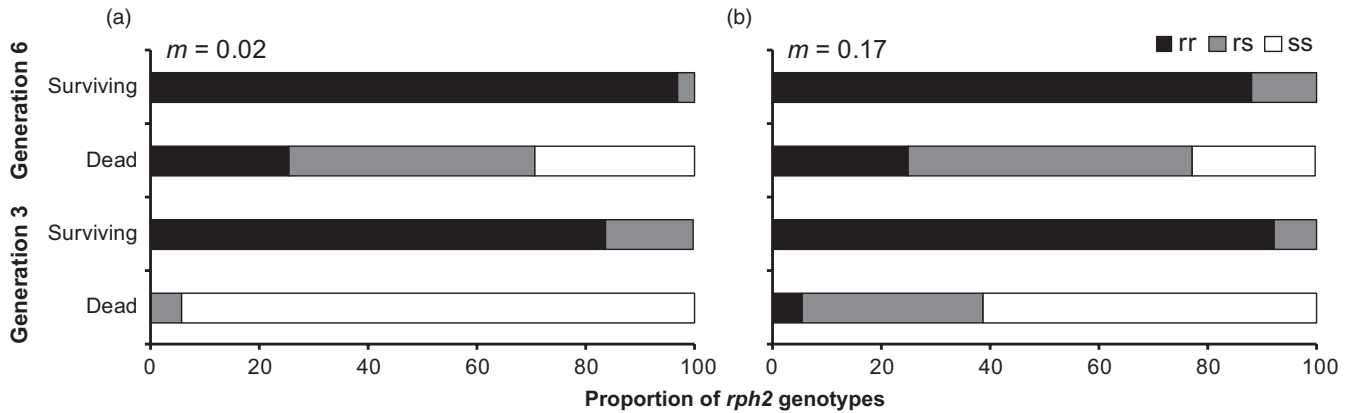 (a)
(b)
m = 0.02
m = 0.17
rr rs ss
Generation 6
Surviving
Dead
Generation 3
Surviving
Dead
0 20 40 60 80 100
0 20 40 60 80 100
Proportion of rph2 genotypes